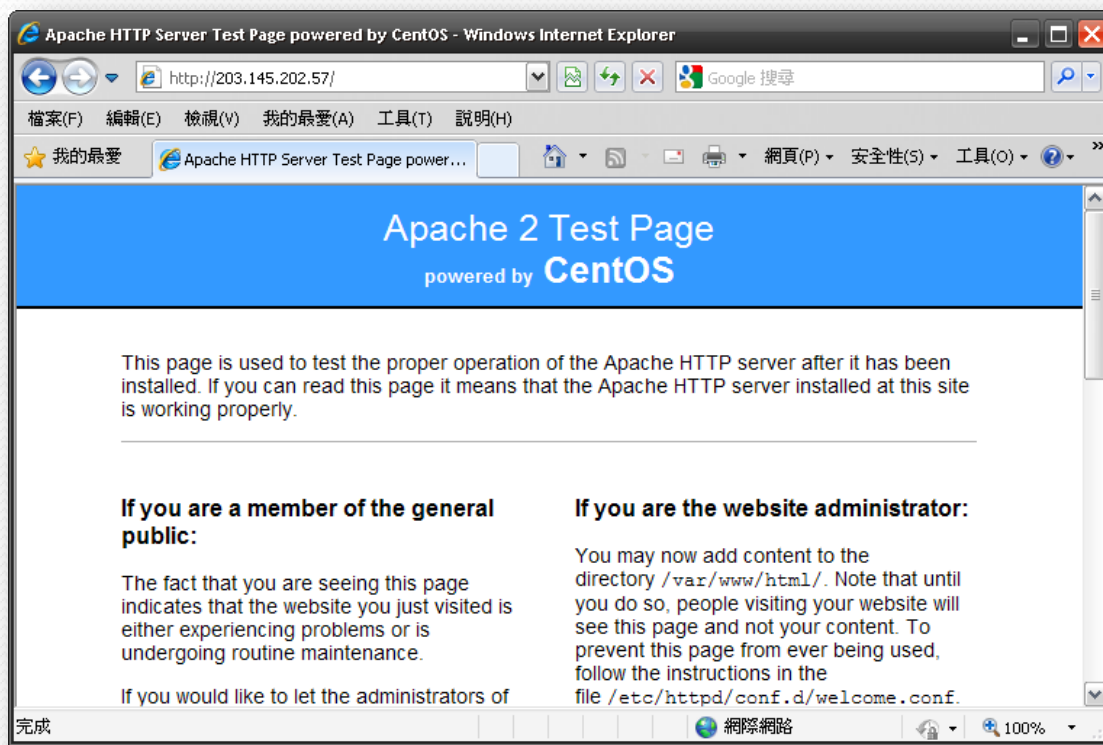 Apache HTTP Server Test Page powered by CentOS - Windows Internet Explorer
http://203.145.202.57/
Google 搜尋
檔案(F) 編輯(E) 檢視(V) 我的最愛(A) 工具(T) 說明(H)
我的最愛 Apache HTTP Server Test Page power... 網頁(P) 安全性(S) 工具(O)
Apache 2 Test Page
powered by CentOS
This page is used to test the proper operation of the Apache HTTP server after it has been
installed. If you can read this page it means that the Apache HTTP server installed at this site
is working properly.
If you are a member of the general
public:
The fact that you are seeing this page
indicates that the website you just visited is
either experiencing problems or is
undergoing routine maintenance.
If you would like to let the administrators of
If you are the website administrator:
You may now add content to the
directory /var/www/html/. Note that until
you do so, people visiting your website will
see this page and not your content. To
prevent this page from ever being used,
follow the instructions in the
file /etc/httpd/conf.d/welcome.conf.
完成 網際網路 100%